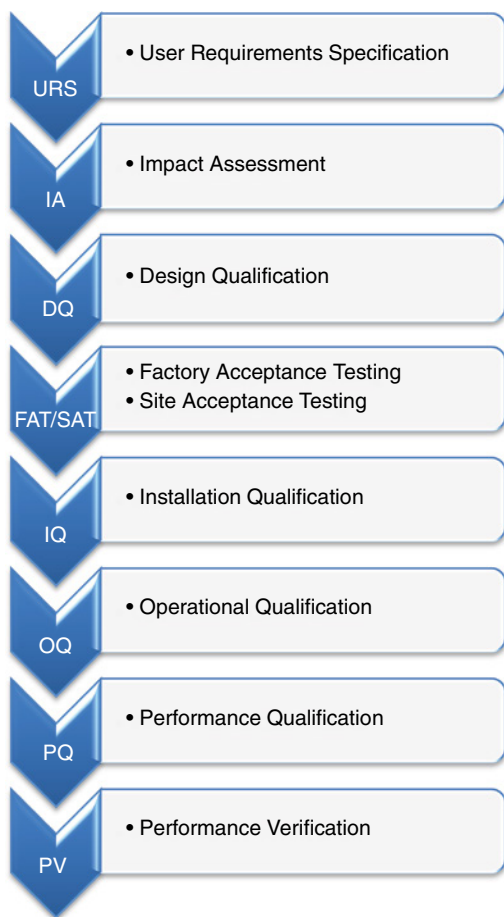 URS
• User Requirements Specification
IA
• Impact Assessment
DQ
• Design Qualification
FAT/SAT
• Factory Acceptance Testing
• Site Acceptance Testing
IQ
• Installation Qualification
OQ
• Operational Qualification
PQ
• Performance Qualification
PV
• Performance Verification